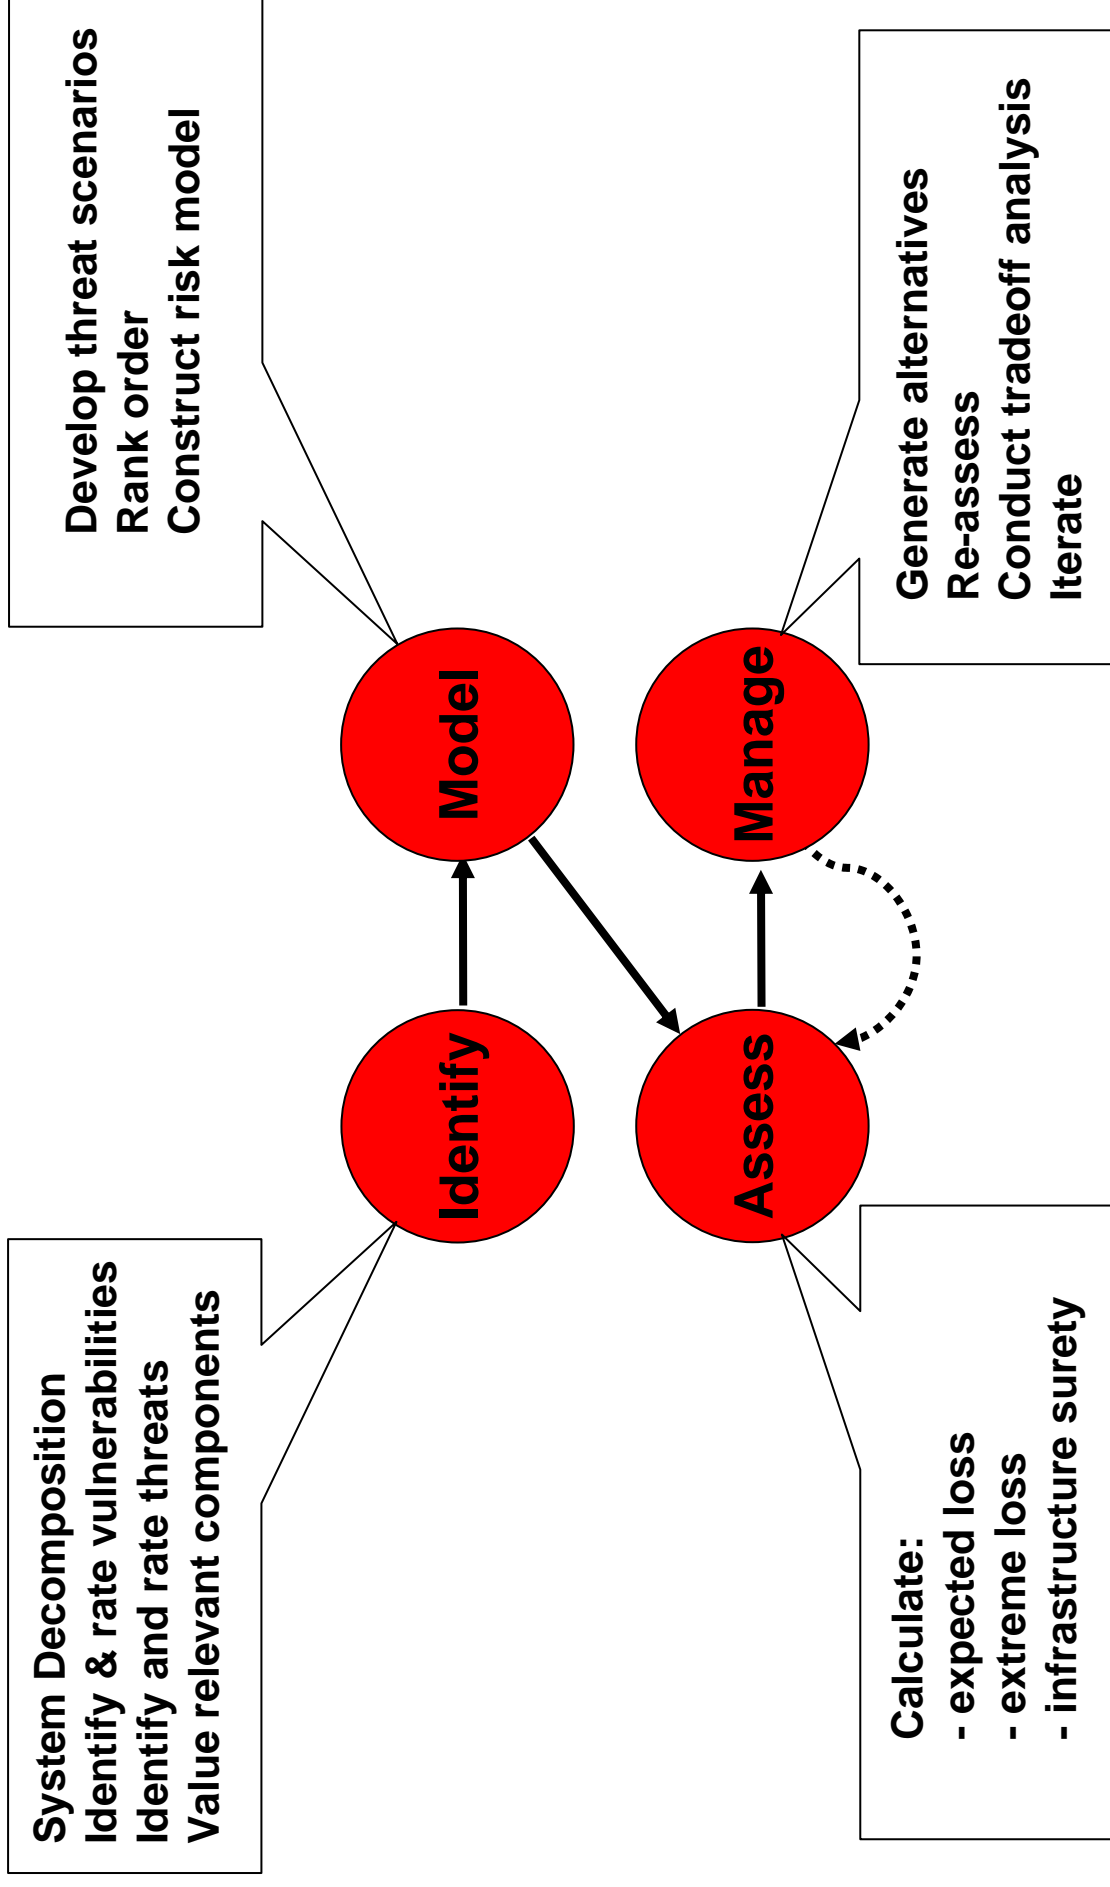 System Decomposition
Identify & rate vulnerabilities
Identify and rate threats
Value relevant components
Develop threat scenarios
Rank order
Construct risk model
Identify
Model
Assess
Manage
Calculate:
- expected loss
- extreme loss
- infrastructure surety
Generate alternatives
Re-assess
Conduct tradeoff analysis
Iterate